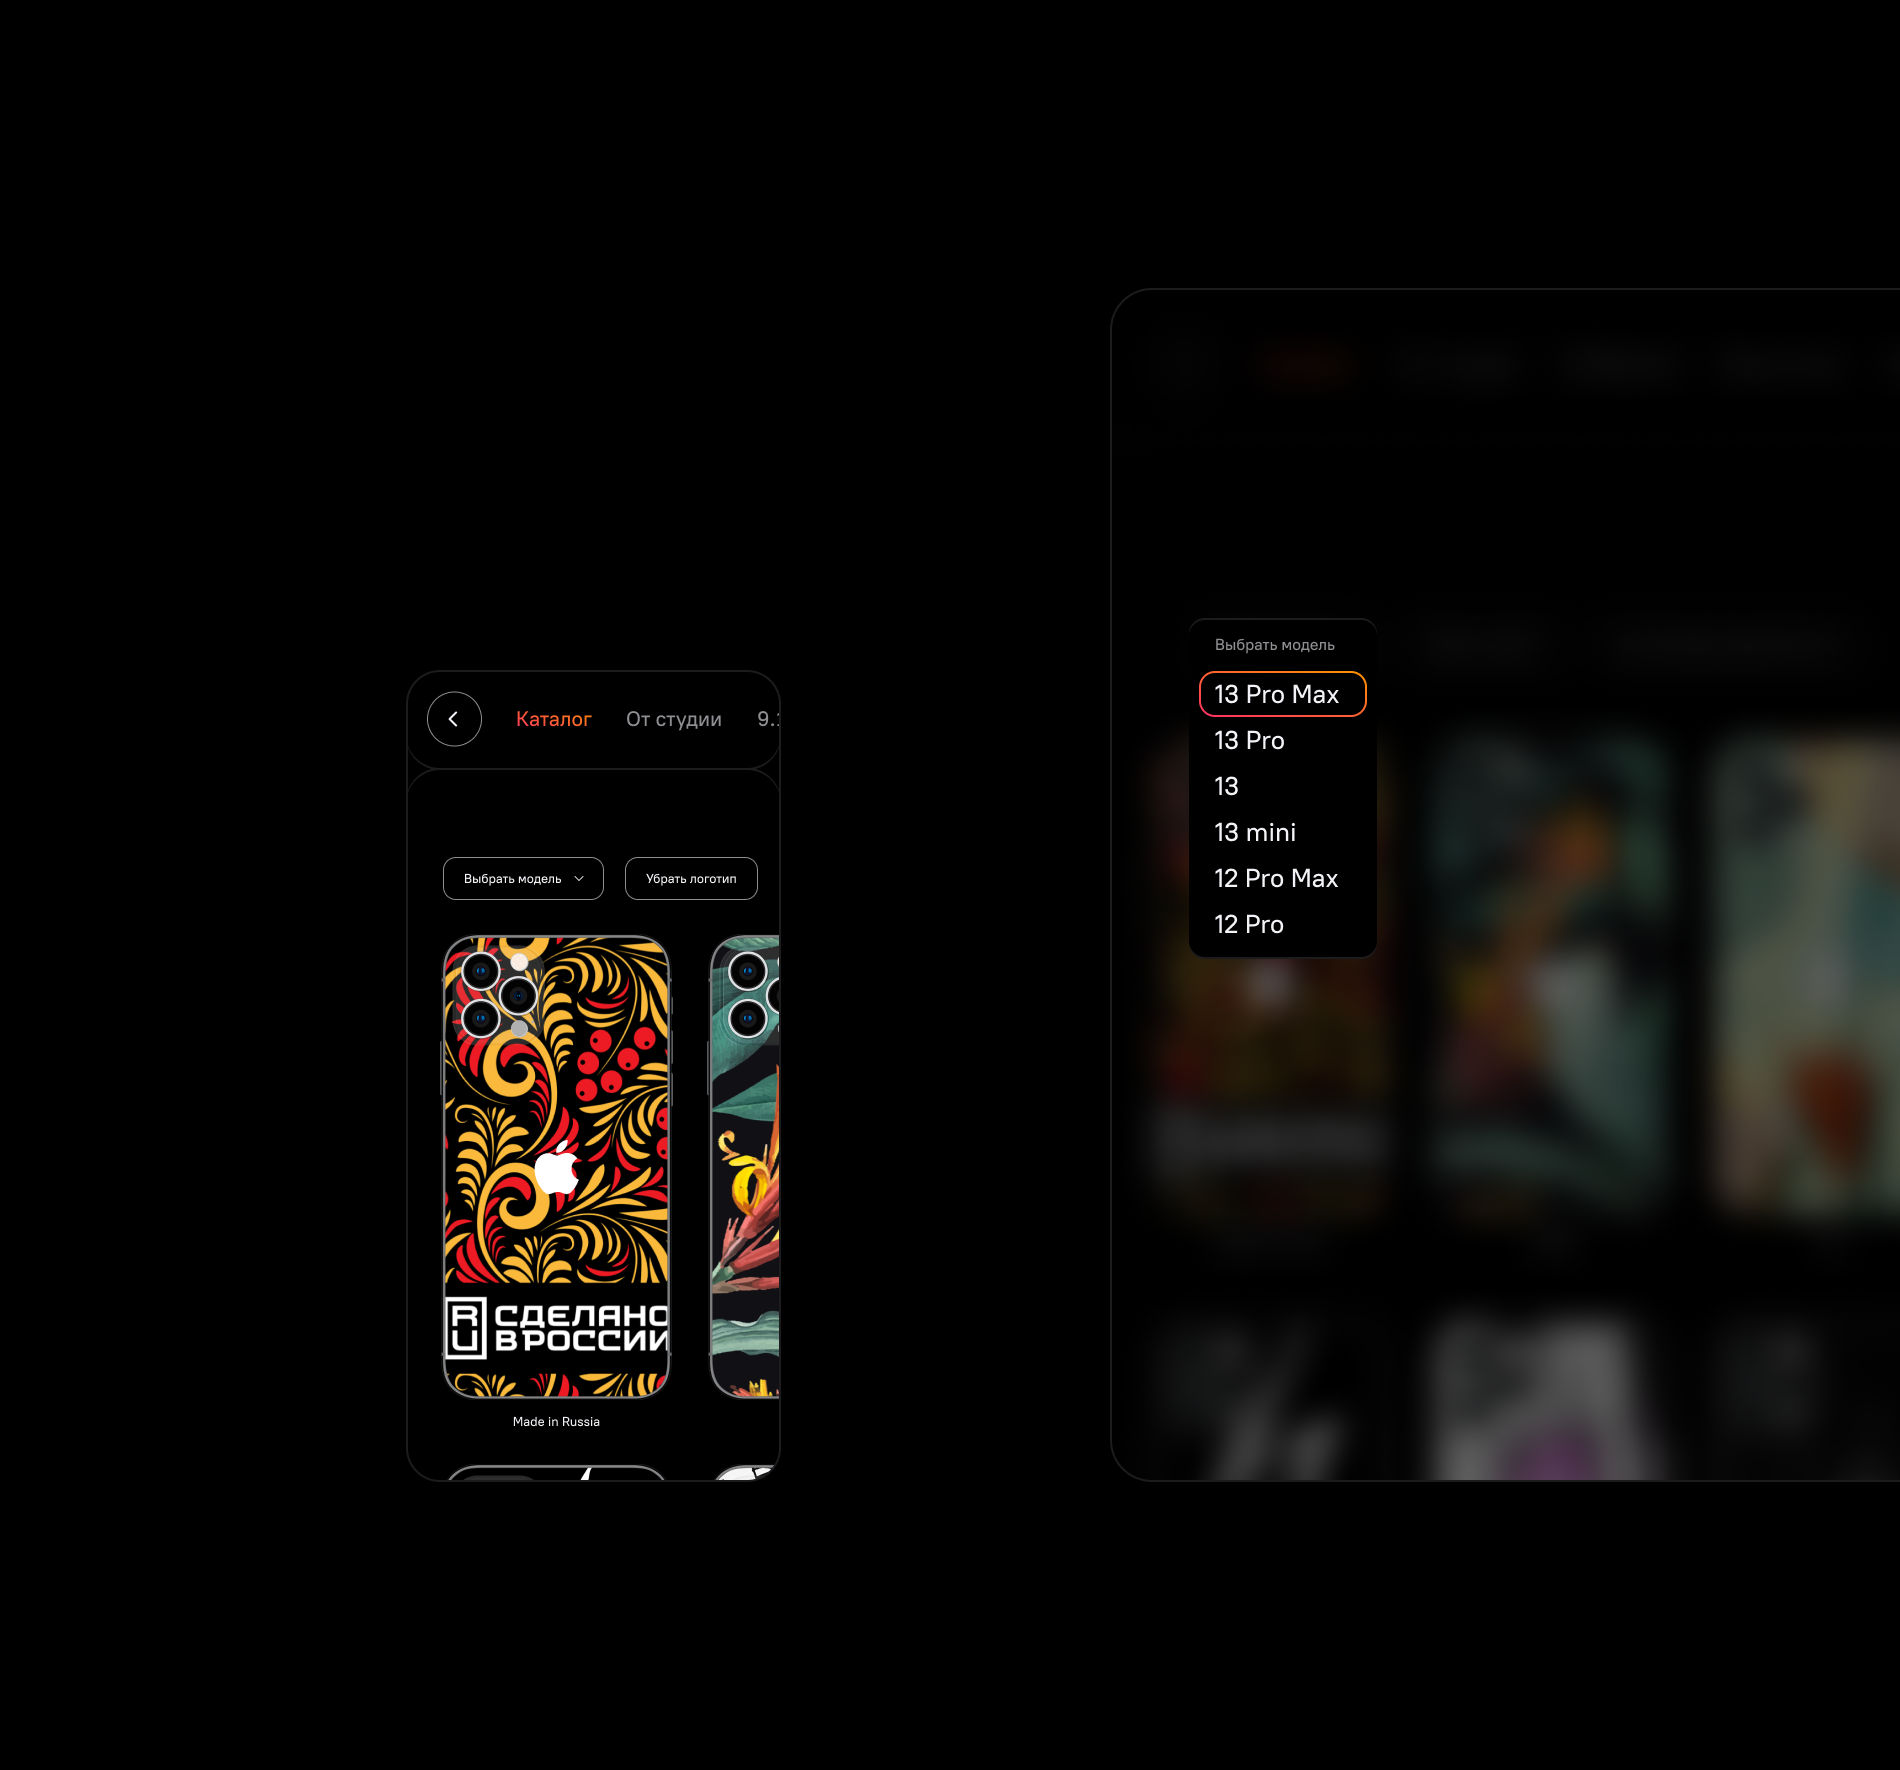 Каталог
От студии
9.
Выбрать модель
Убрать логотип
RU
СДЕЛАНО
В РОССИИ
Made in Russia
Выбрать модель
13 Pro Max
13 Pro
13
13 mini
12 Pro Max
12 Pro